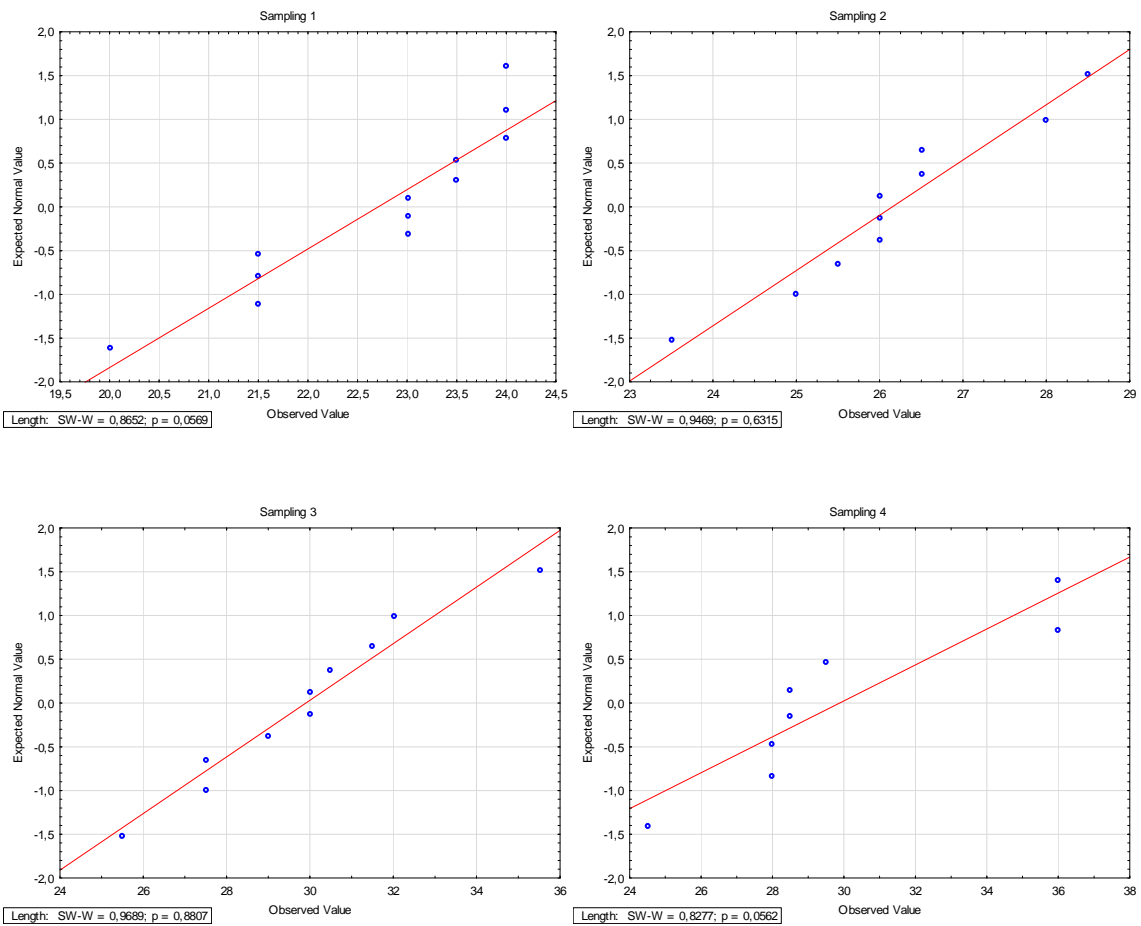 Sampling 1
2,0
1,5
1,0
0,5
0,0
-0,5
-1,0
-1,5
-2,0
Expected Normal Value
19,5 20,0 20,5 21,0 21,5 22,0 22,5 23,0 23,5 24,0 24,5
Observed Value
Length: SW-W = 0,8652; p = 0,0569
Sampling 2
2,0
1,5
1,0
0,5
0,0
-0,5
-1,0
-1,5
-2,0
Expected Normal Value
23 24 25 26 27 28 29
Observed Value
Length: SW-W = 0,9469; p = 0,6315
Sampling 3
2,0
1,5
1,0
0,5
0,0
-0,5
-1,0
-1,5
-2,0
Expected Normal Value
24 26 28 30 32 34 36
Observed Value
Length: SW-W = 0,9689; p = 0,8807
Sampling 4
2,0
1,5
1,0
0,5
0,0
-0,5
-1,0
-1,5
-2,0
Expected Normal Value
24 26 28 30 32 34 36 38
Observed Value
Length: SW-W = 0,8277; p = 0,0562